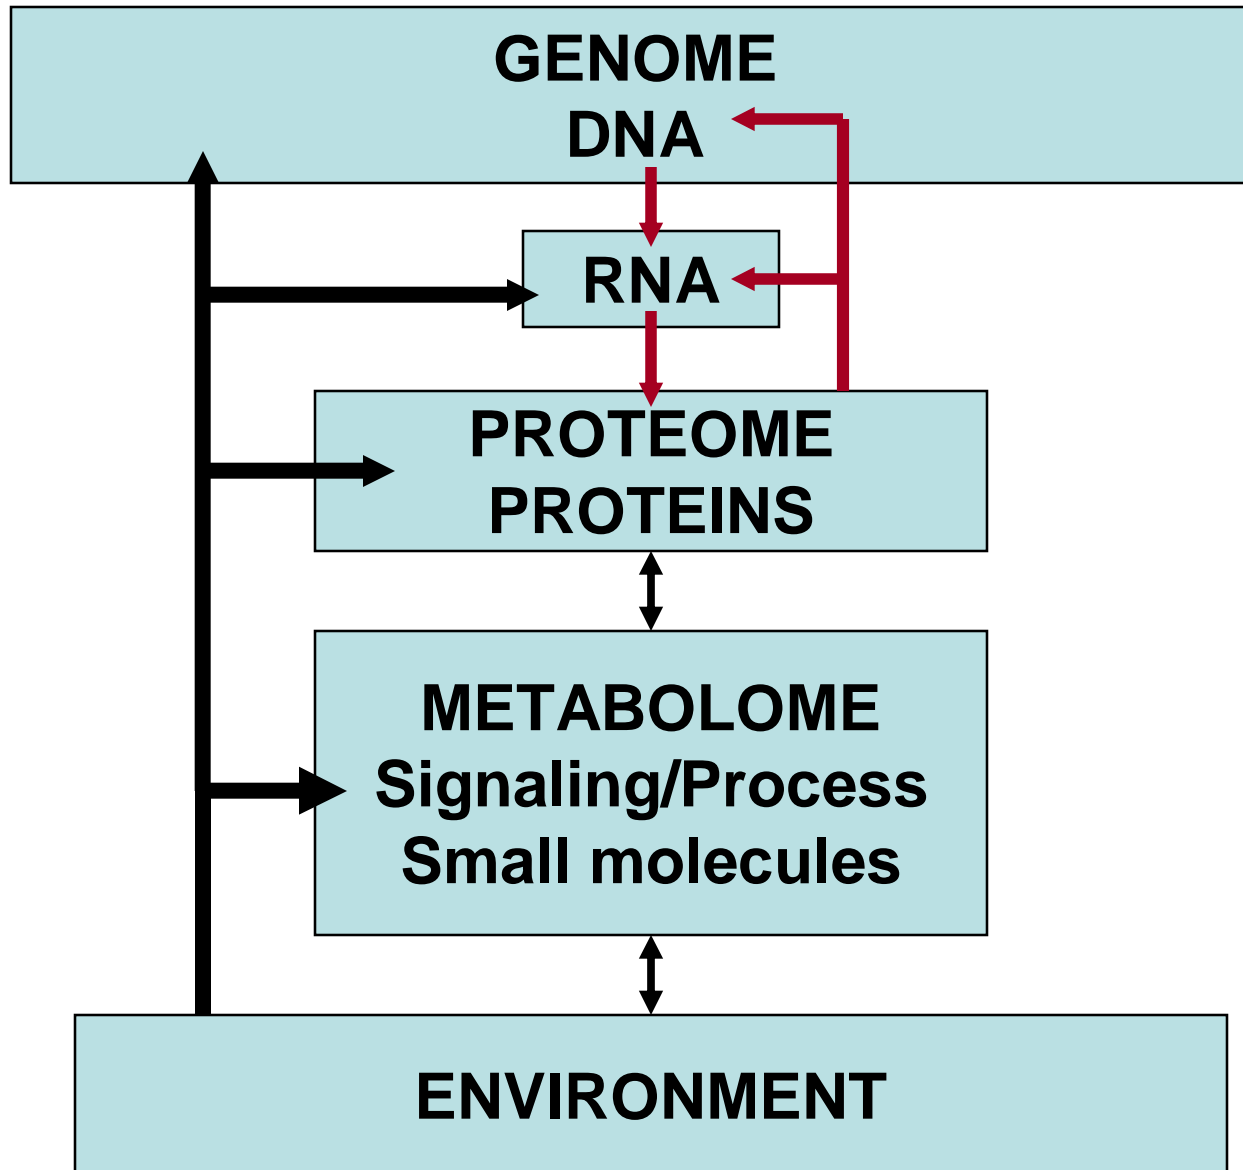 GENOME
DNA
RNA
PROTEOME
PROTEINS
METABOLOME
Signaling/Process
Small molecules
ENVIRONMENT